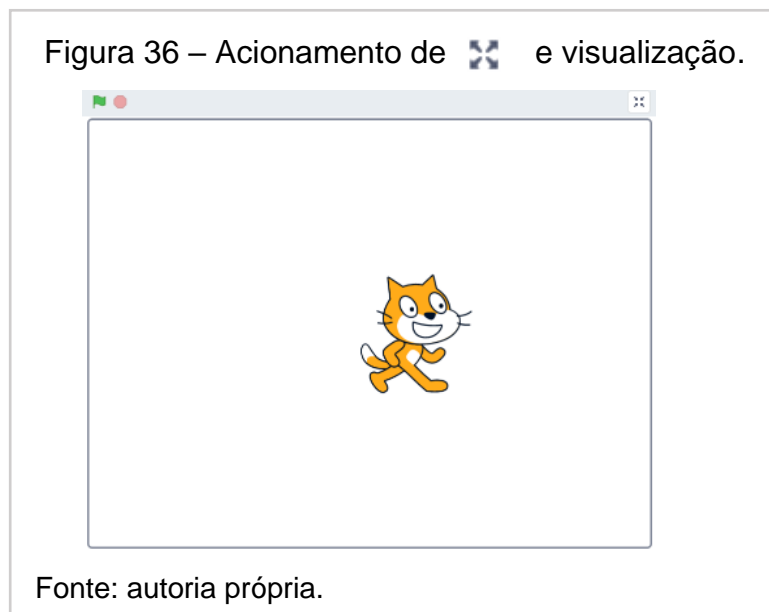 Figura 36 – Acionamento de e visualização.
Fonte: autoria própria.